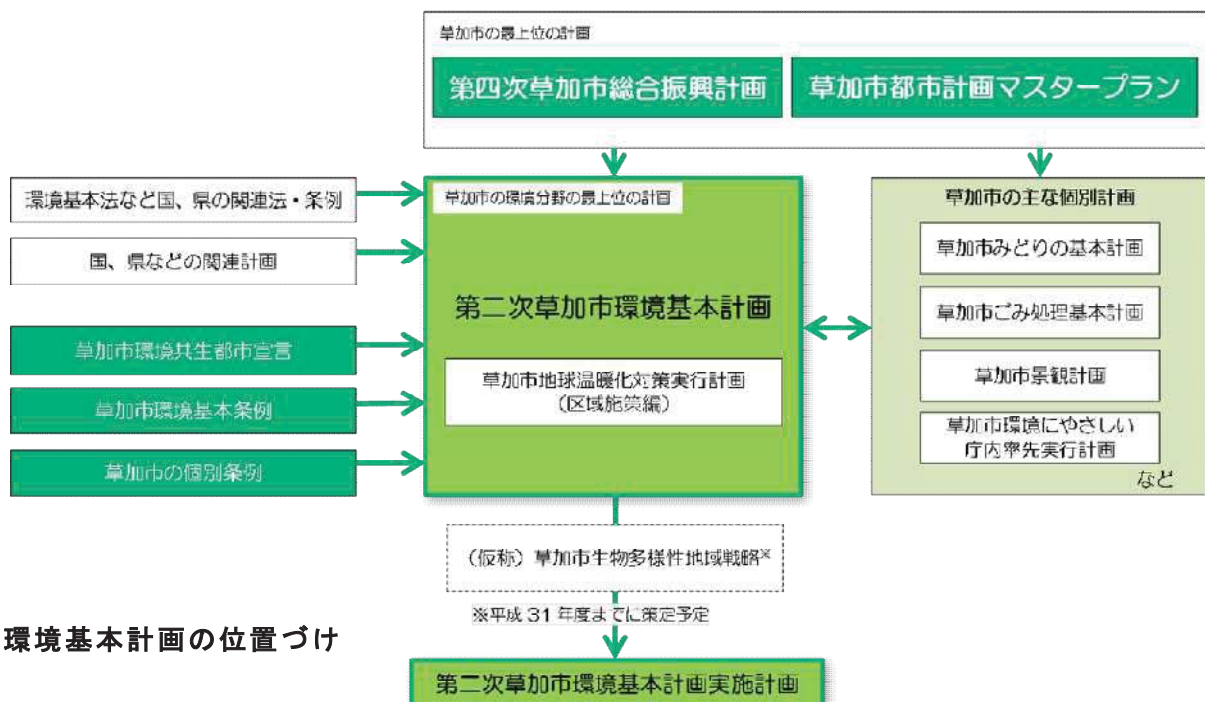 草加市の最上位の計画
第四次草加市総合振興計画
草加市都市計画マスタープラン
環境基本法など国、県の関連法・条例
国、県などの関連計画
草加市環境共生都市宣言
草加市環境基本条例
草加市の個別条例
草加市の環境分野の最上位の計画
第二次草加市環境基本計画
草加市地球温暖化対策実行計画
（区域施策編）
草加市の主な個別計画
草加市みどりの基本計画
草加市ごみ処理基本計画
草加市景観計画
草加市環境にやさしい
庁内率先実行計画
など
（仮称）草加市生物多様性地域戦略※
※平成 31 年度までに策定予定
環境基本計画の位置づけ
第二次草加市環境基本計画実施計画